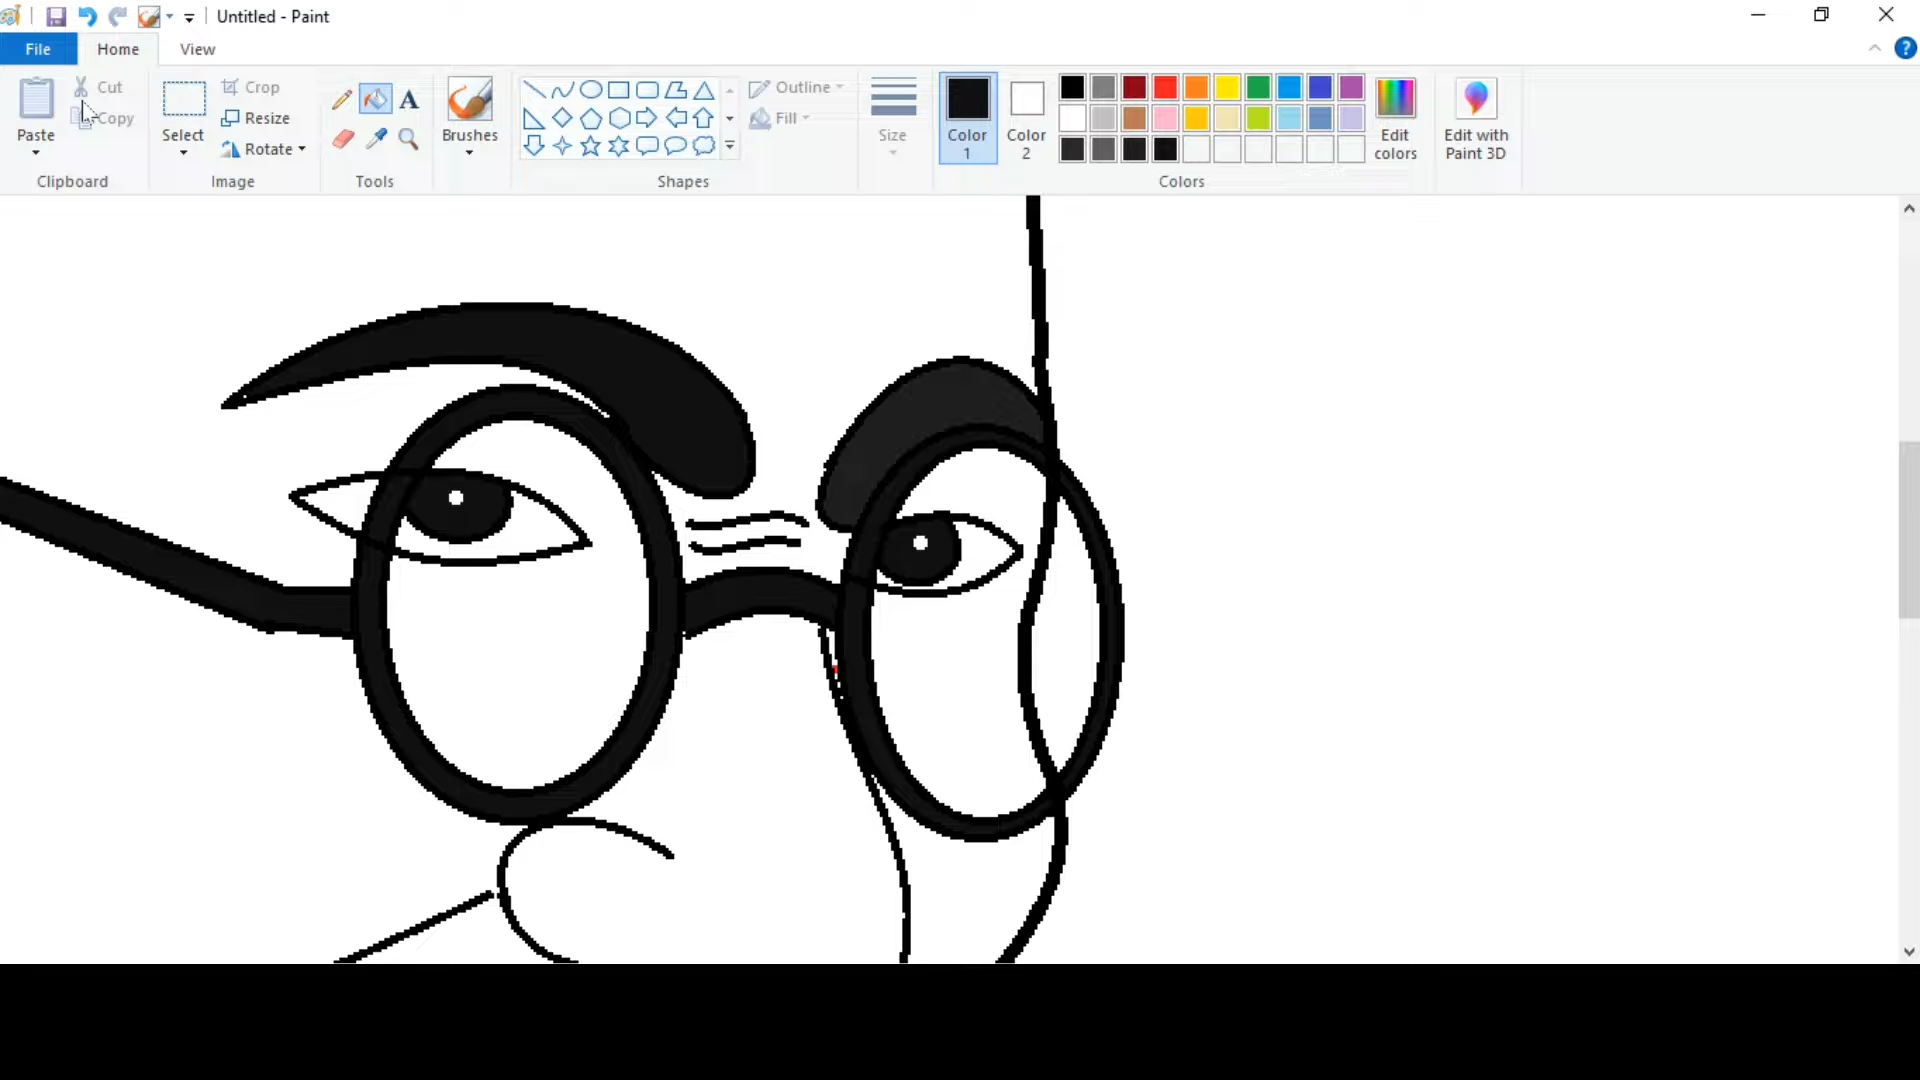 Untitled - Paint
File Home View
Paste
Cut
Copy
Clipboard
Select
Crop
Resize
Rotate
Image
Tools
A
Brushes
Shapes
Outline
Fill
Size
Color
1
Color
2
Colors
Edit
colors
Edit with
Paint 3D
?